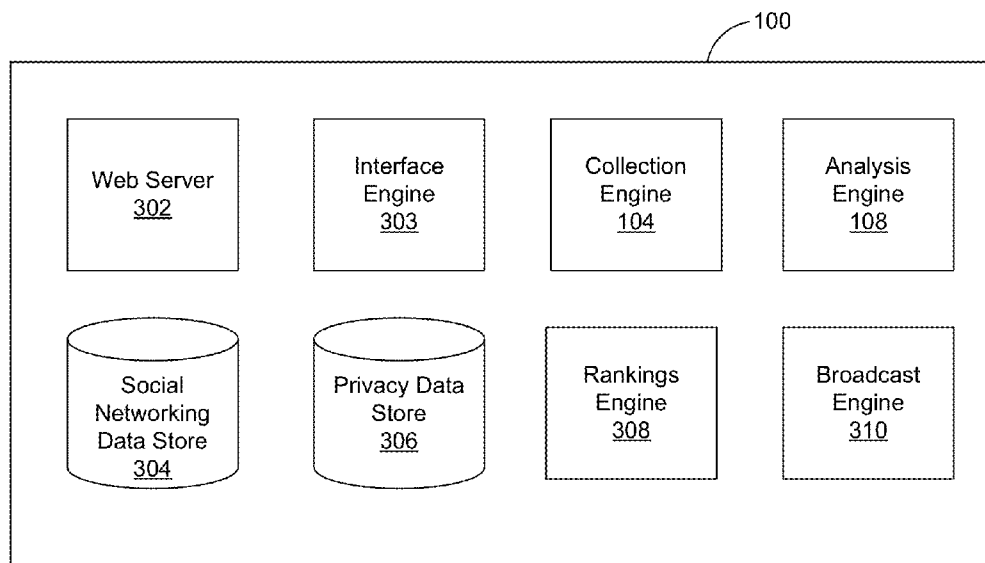 100
Web Server
302
Interface
Engine
303
Collection
Engine
104
Analysis
Engine
108
Social
Networking
Data Store
304
Privacy Data
Store
306
Rankings
Engine
308
Broadcast
Engine
310